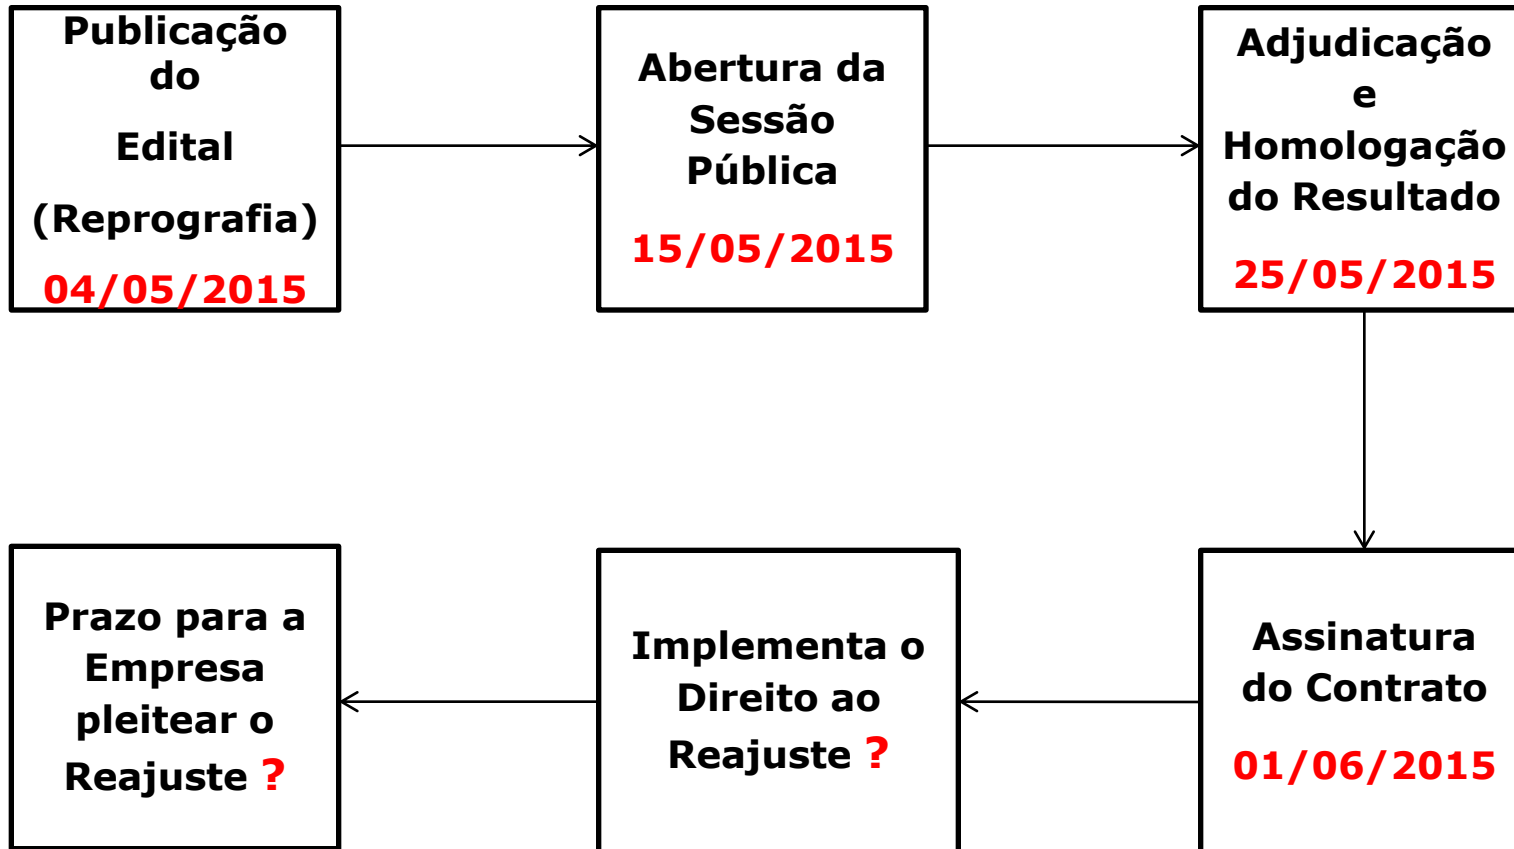 Publicação
do
Edital
(Reprografia)
04/05/2015
Abertura da
Sessão
Pública
15/05/2015
Adjudicação
e
Homologação
do Resultado
25/05/2015
Assinatura
do Contrato
01/06/2015
Implementa o
Direito ao
Reajuste ?
Prazo para a
Empresa
pleitear o
Reajuste ?